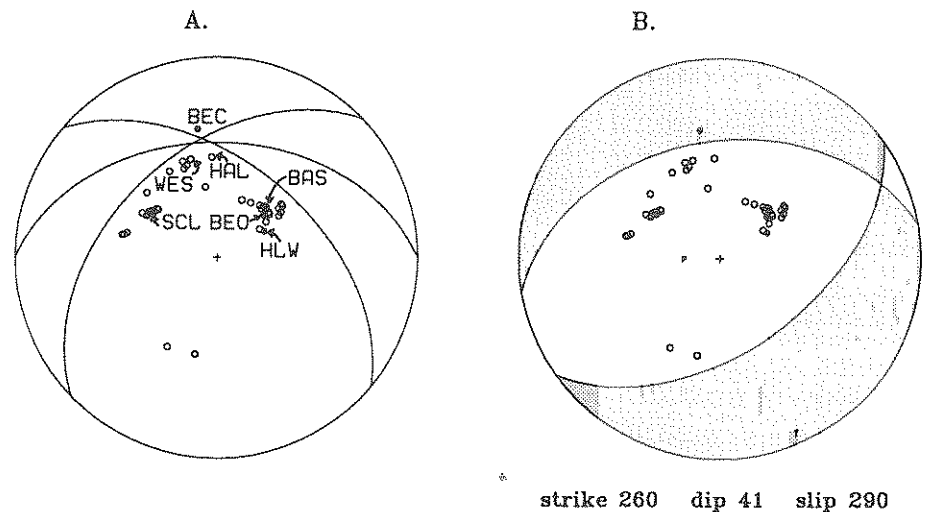 A.
B.
BEC
WES HAL
BAS
SCL BEO
HLW
P
T
strike 260 dip 41 slip 290